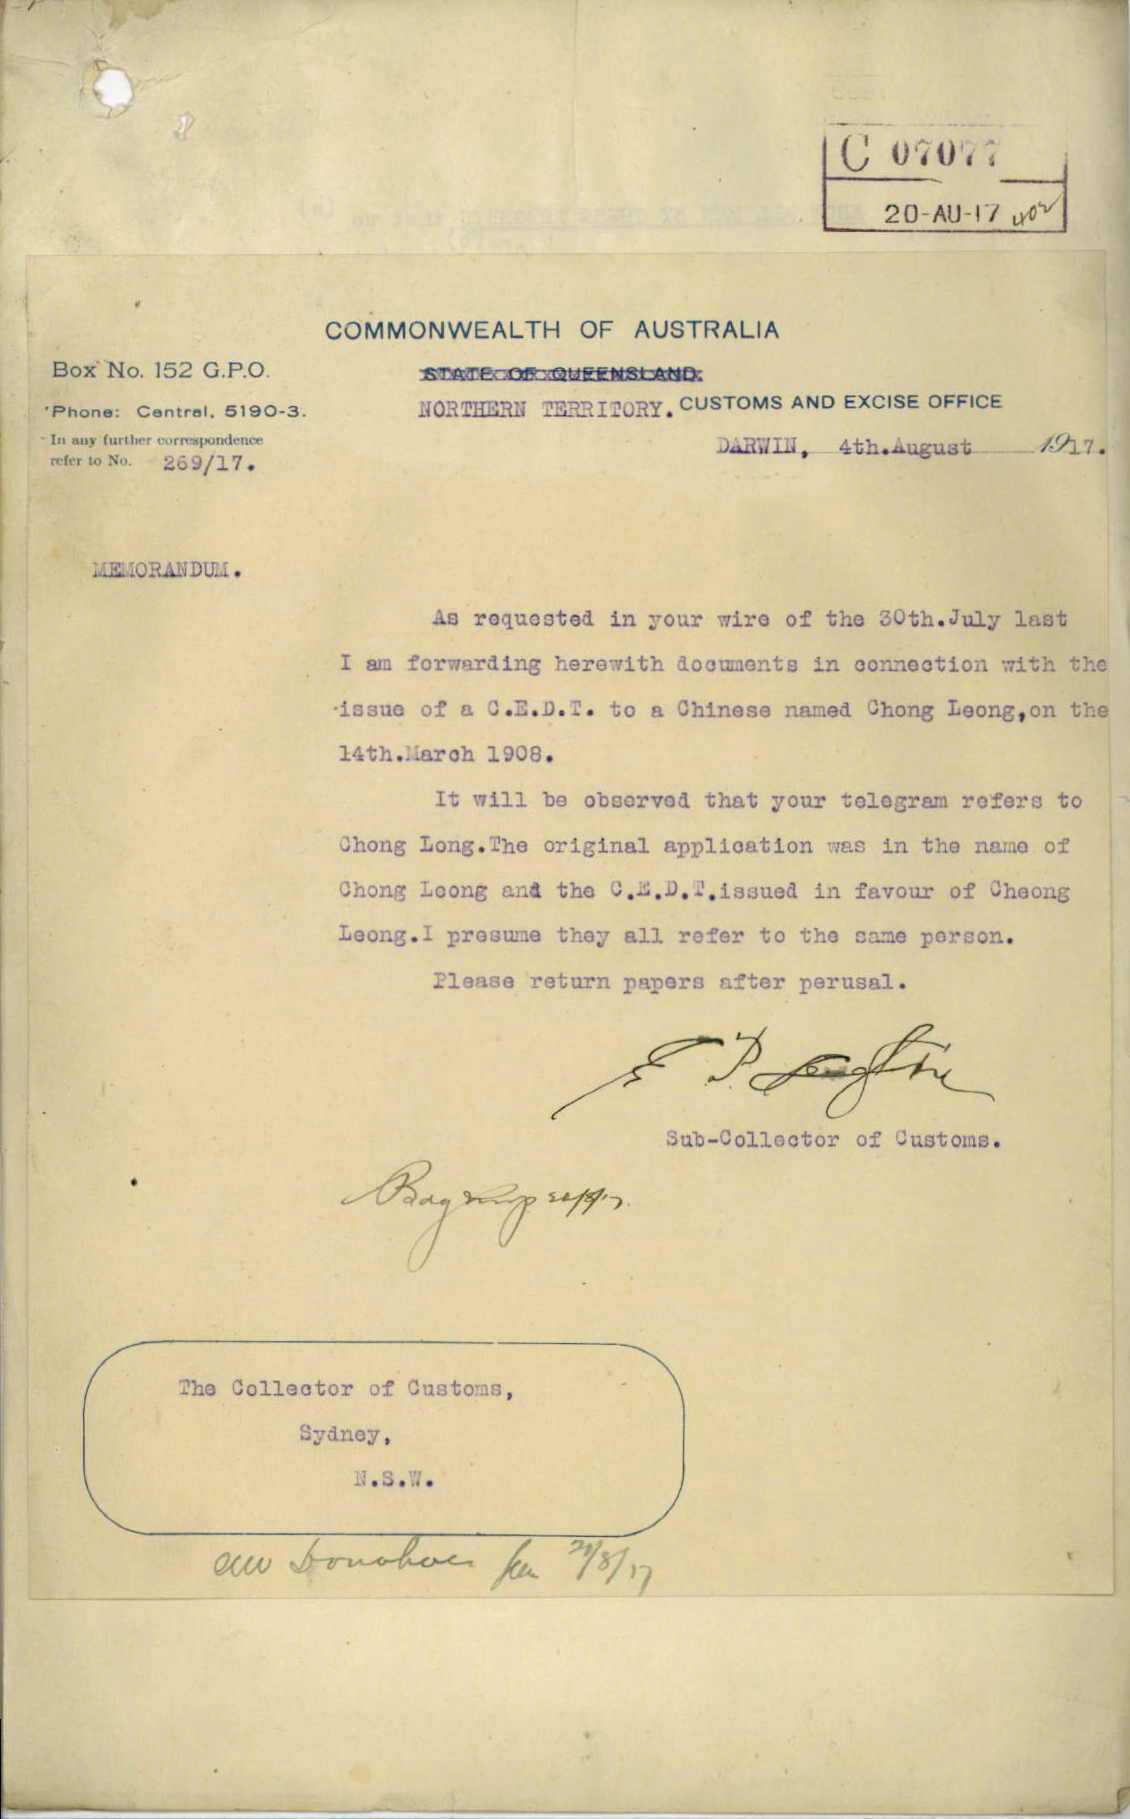 C 07077
20-AU-17 402
COMMONWEALTH OF AUSTRALIA
Box No. 152 G.P.O.
STATE OF QUEENSLAND.
'Phone: Central, 5190-3.
NORTHERN TERRITORY. CUSTOMS AND EXCISE OFFICE
In any further correspondence
refer to No. 269/17.
DARWIN, 4th.August 1917.
MEMORANDUM.
As requested in your wire of the 30th.July last
I am forwarding herewith documents in connection with the
issue of a C.E.D.T. to a Chinese named Chong Leong,on the
14th.March 1908.
It will be observed that your telegram refers to
Chong Long.The original application was in the name of
Chong Leong and the C.E.D.T.issued in favour of Cheong
Leong.I presume they all refer to the same person.
Please return papers after perusal.
E P
Sub-Collector of Customs.
The Collector of Customs,
Sydney,
N.S.W.
Donohoe 20/8/17